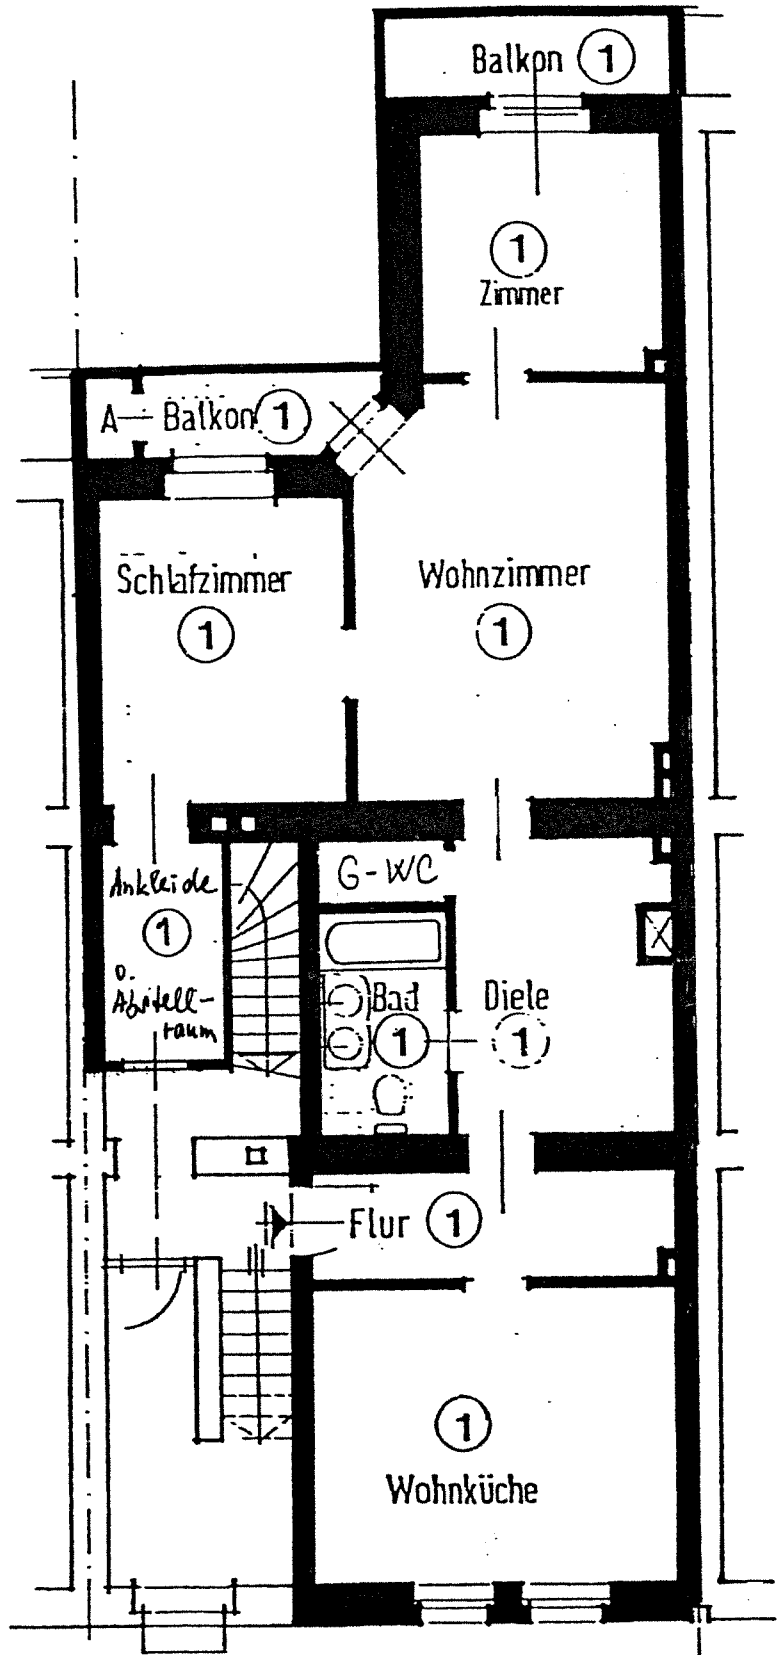 Balkon 1
1
Zimmer
A Balkon 1
Schlafzimmer
1
Wohnzimmer
1
Ankleide
1
o.
Abstell-
raum
G-WC
Bad
1
Diele
1
Flur 1
1
Wohnküche